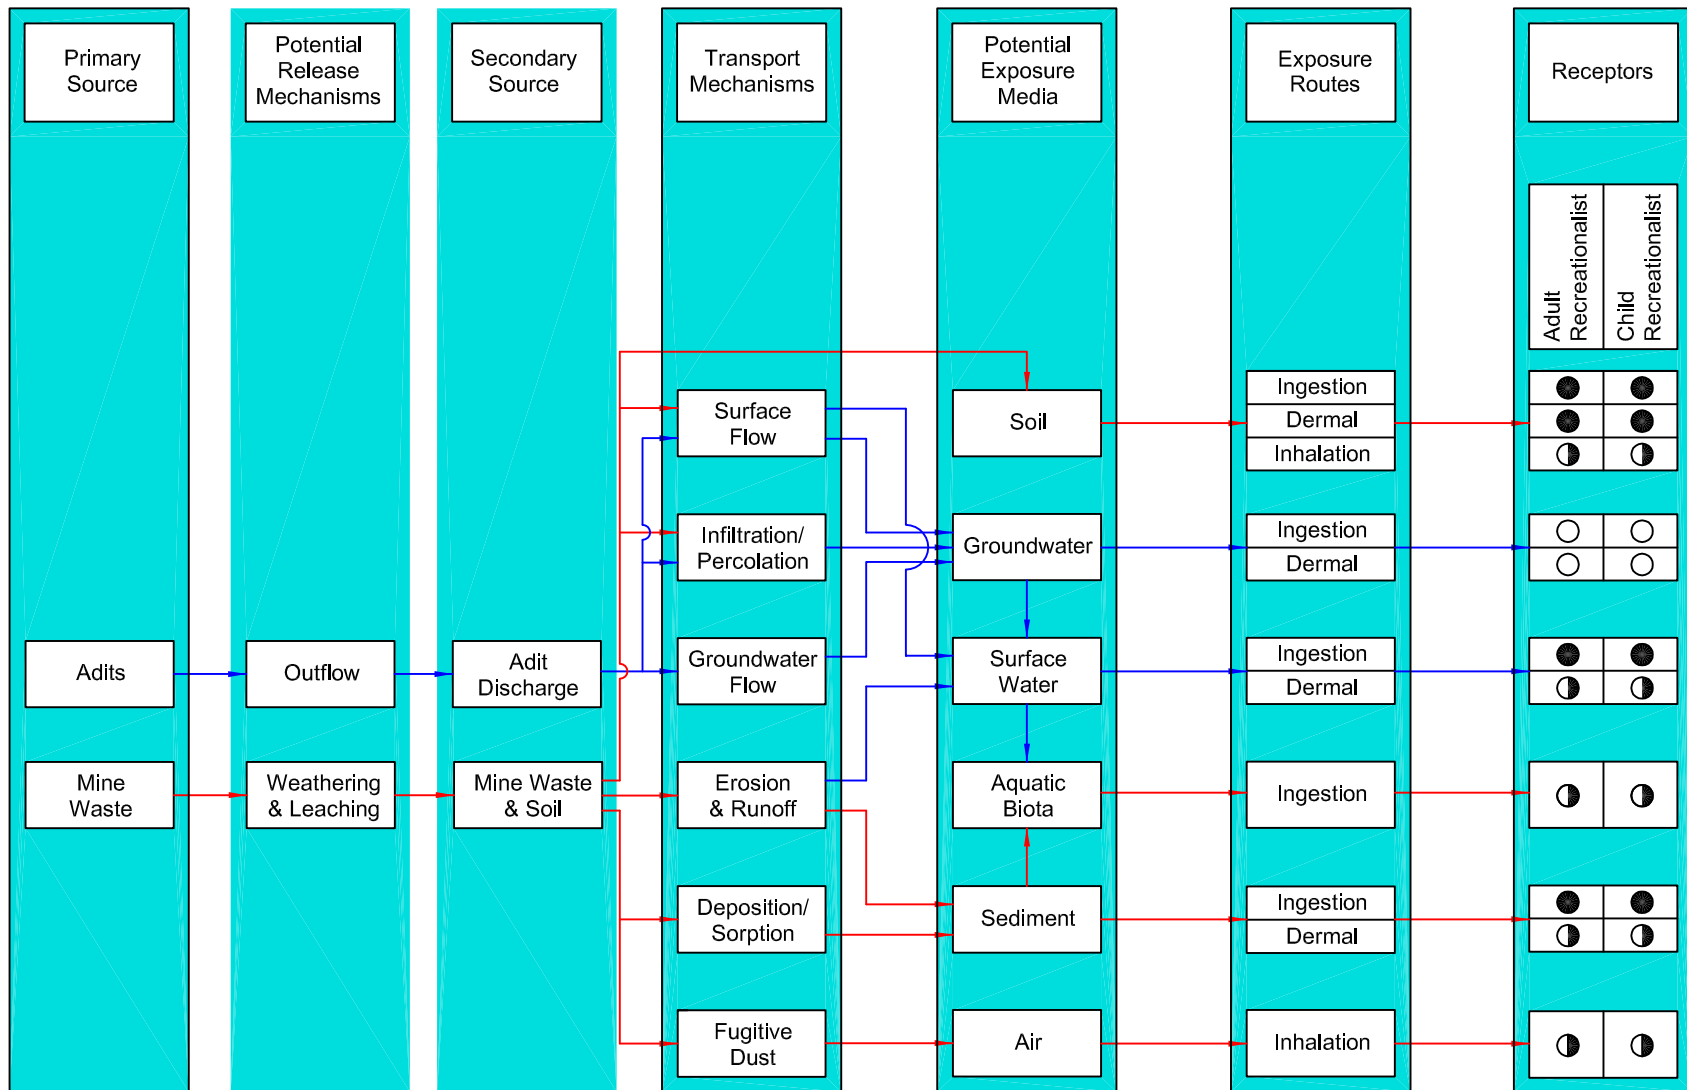 Primary
Source
Potential
Release
Mechanisms
Secondary
Source
Transport
Mechanisms
Potential
Exposure
Media
Exposure
Routes
Receptors
Adult
Recreationalist
Child
Recreationalist
Surface
Flow
Soil
Ingestion
Dermal
Inhalation
Infiltration/
Percolation
Groundwater
Ingestion
Dermal
Adits
Outflow
Adit
Discharge
Groundwater
Flow
Surface
Water
Ingestion
Dermal
Mine
Waste
Weathering
& Leaching
Mine Waste
& Soil
Erosion
& Runoff
Aquatic
Biota
Ingestion
Deposition/
Sorption
Sediment
Ingestion
Dermal
Fugitive
Dust
Air
Inhalation